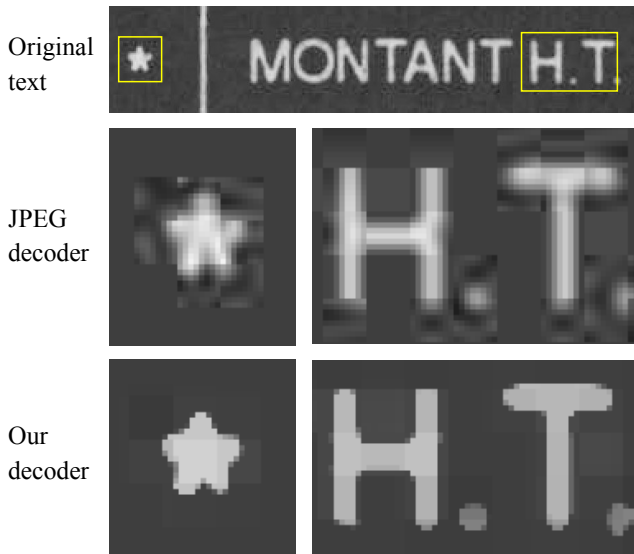 Original text
MONTANT H.T.
JPEG decoder
H.T.
Our decoder
H.T.